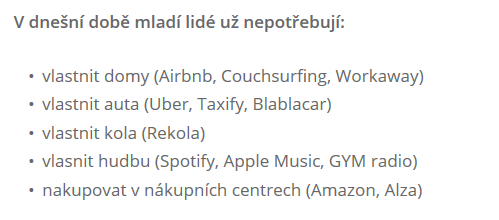 V dnešní době mladí lidé už nepotřebují:
• vlastnit domy (Airbnb, Couchsurfing, Workaway)
• vlastnit auta (Uber, Taxify, Blablacar)
• vlastnit kola (Rekola)
• vlasnit hudbu (Spotify, Apple Music, GYM radio)
• nakupovat v nákupních centrech (Amazon, Alza)